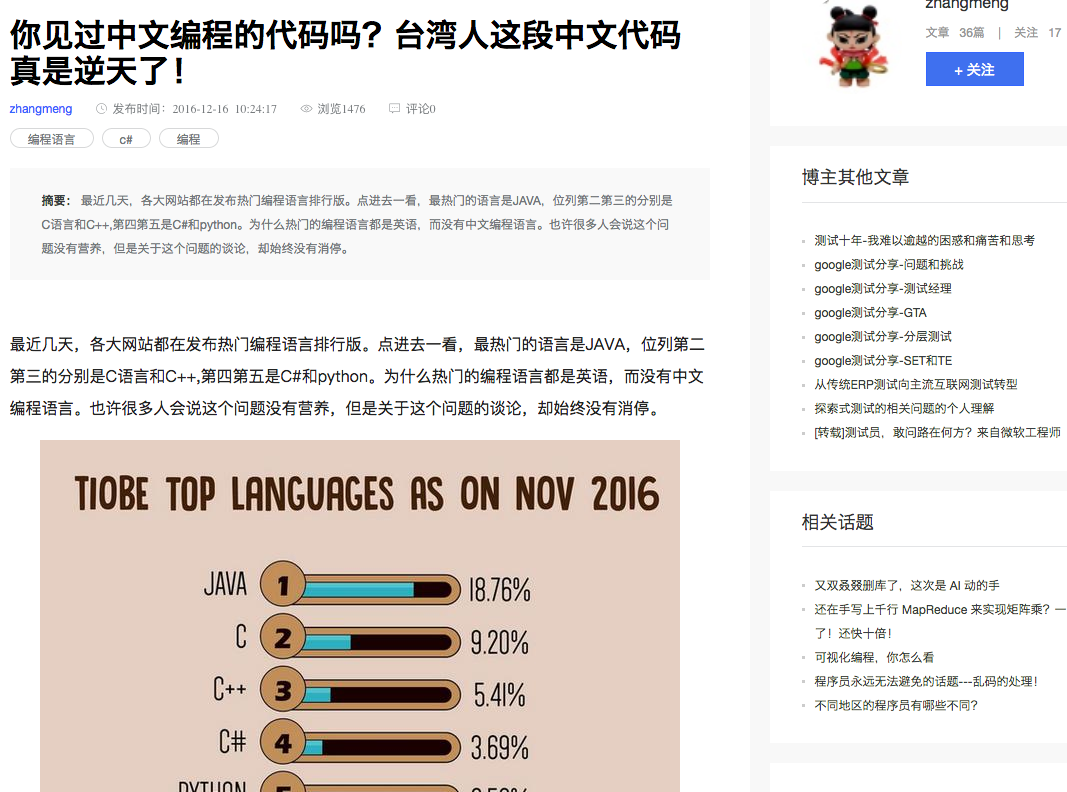 你见过中文编程的代码吗？台湾人这段中文代码
真是逆天了！
zhangmeng 发布时间：2016-12-16 10:24:17 浏览1476 评论0
编程语言 c# 编程
摘要： 最近几天，各大网站都在发布热门编程语言排行版。点进去一看，最热门的语言是JAVA，位列第二第三的分别是
C语言和C++,第四第五是C#和python。为什么热门的编程语言都是英语，而没有中文编程语言。也许很多人会说这个问
题没有营养，但是关于这个问题的谈论，却始终没有消停。
最近几天，各大网站都在发布热门编程语言排行版。点进去一看，最热门的语言是JAVA，位列第二
第三的分别是C语言和C++,第四第五是C#和python。为什么热门的编程语言都是英语，而没有中文
编程语言。也许很多人会说这个问题没有营养，但是关于这个问题的谈论，却始终没有消停。
TIOBE TOP LANGUAGES AS ON NOV 2016
JAVA 1 18.76%
C 2 9.20%
C++ 3 5.41%
C# 4 3.69%
PYTHON 5
zhangmeng
文章 36篇 | 关注 17
+ 关注
博主其他文章
测试十年-我难以逾越的困惑和痛苦和思考
google测试分享-问题和挑战
google测试分享-测试经理
google测试分享-GTA
google测试分享-分层测试
google测试分享-SET和TE
从传统ERP测试向主流互联网测试转型
探索式测试的相关问题的个人理解
[转载]测试员，敢问路在何方？来自微软工程师
相关话题
又双叒叕删库了，这次是 AI 动的手
还在手写上千行 MapReduce 来实现矩阵乘？一
了！还快十倍！
可视化编程，你怎么看
程序员永远无法避免的话题---乱码的处理！
不同地区的程序员有哪些不同？